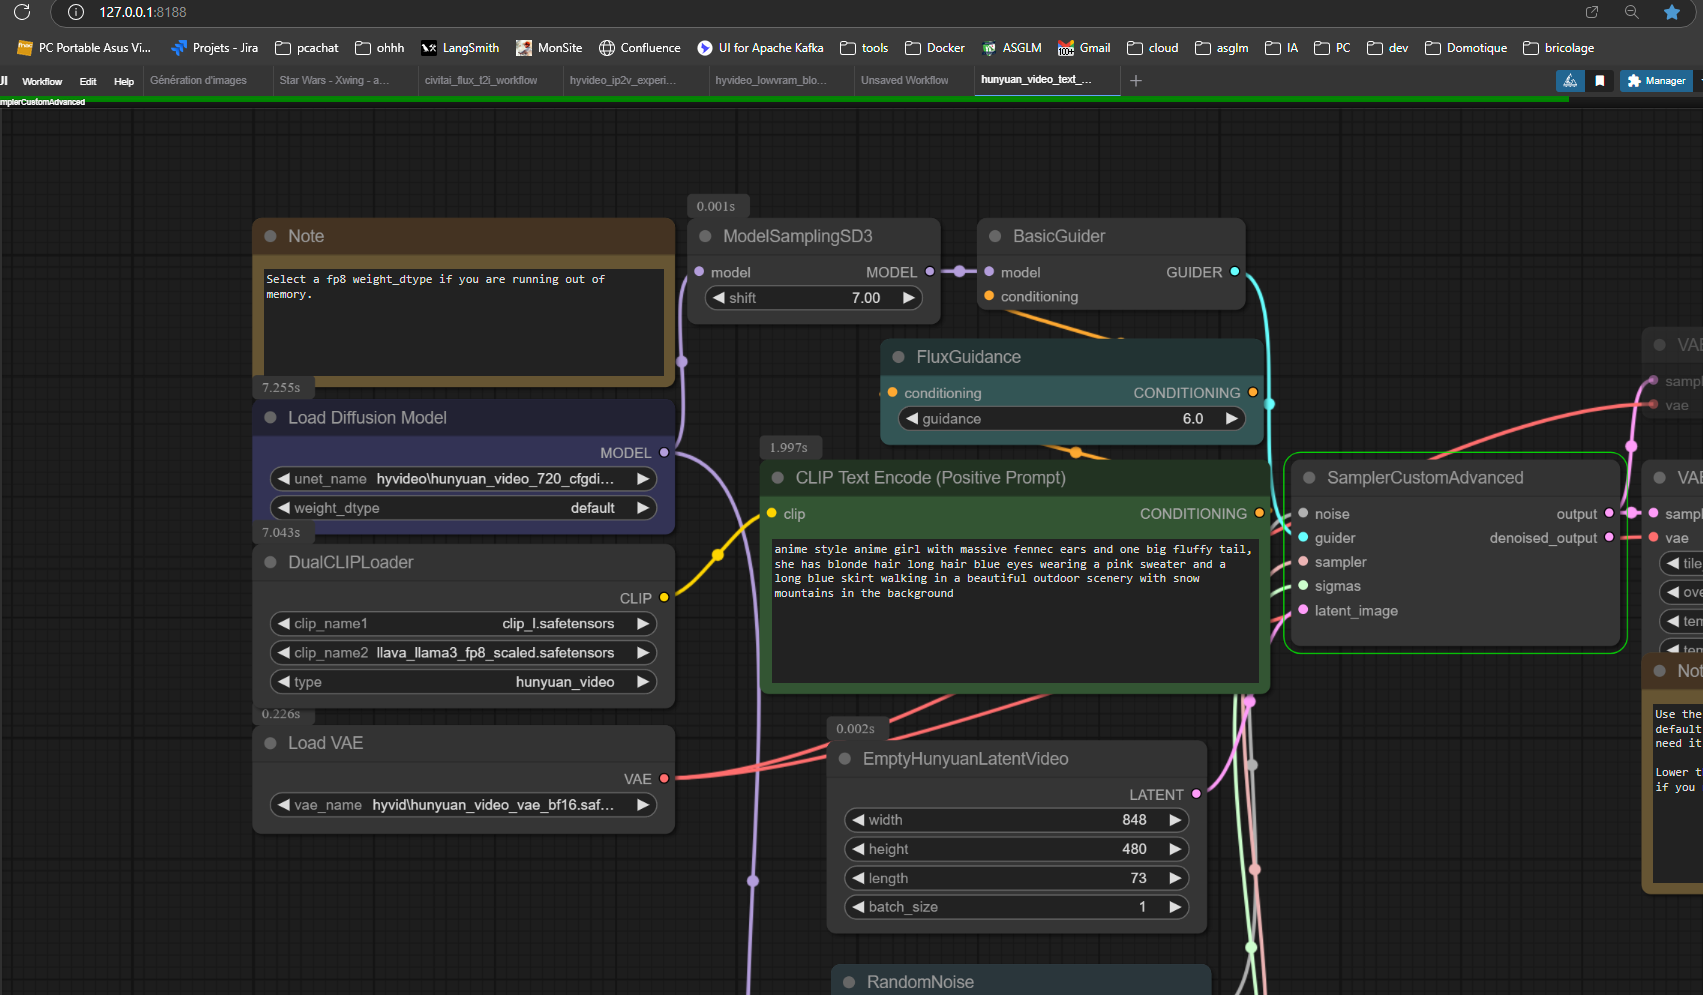 127.0.0.1:8188
PC Portable Asus Vi...
Projets - Jira
pcachat
ohhh
LangSmith
MonSite
Confluence
UI for Apache Kafka
tools
Docker
ASGLM
Gmail
cloud
asglm
IA
PC
dev
Domotique
bricolage
Workflow
Edit
Help
Génération d'images
Star Wars - Xwing - a...
civitai_flux_t2i_workflow
hyvideo_ip2v_experi...
hyvideo_lowvram_blo...
Unsaved Workflow
hunyuan_video_text_...
Manager
mplerCustomAdvanced
0.001s
Note
Select a fp8 weight_dtype if you are running out of
memory.
ModelSamplingSD3
model MODEL
shift 7.00
BasicGuider
model GUIDER
conditioning
FluxGuidance
conditioning CONDITIONING
guidance 6.0
7.255s
Load Diffusion Model
MODEL
unet_name hyvideo\hunyuan_video_720_cfgdi...
weight_dtype default
1.997s
CLIP Text Encode (Positive Prompt)
clip CONDITIONING
anime style anime girl with massive fennec ears and one big fluffy tail,
she has blonde hair long hair blue eyes wearing a pink sweater and a
long blue skirt walking in a beautiful outdoor scenery with snow
mountains in the background
7.043s
DualCLIPLoader
CLIP
clip_name1 clip_l.safetensors
clip_name2 llava_llama3_fp8_scaled.safetensors
type hunyuan_video
0.226s
Load VAE
VAE
vae_name hyvid\hunyuan_video_vae_bf16.saf...
0.002s
EmptyHunyuanLatentVideo
LATENT
width 848
height 480
length 73
batch_size 1
RandomNoise
SamplerCustomAdvanced
noise output
guider denoised_output
sampler
sigmas
latent_image
VAE
samp
vae
VAE
samp
vae
tile
ove
tem
Not
Use the
default
need it
Lower t
if you